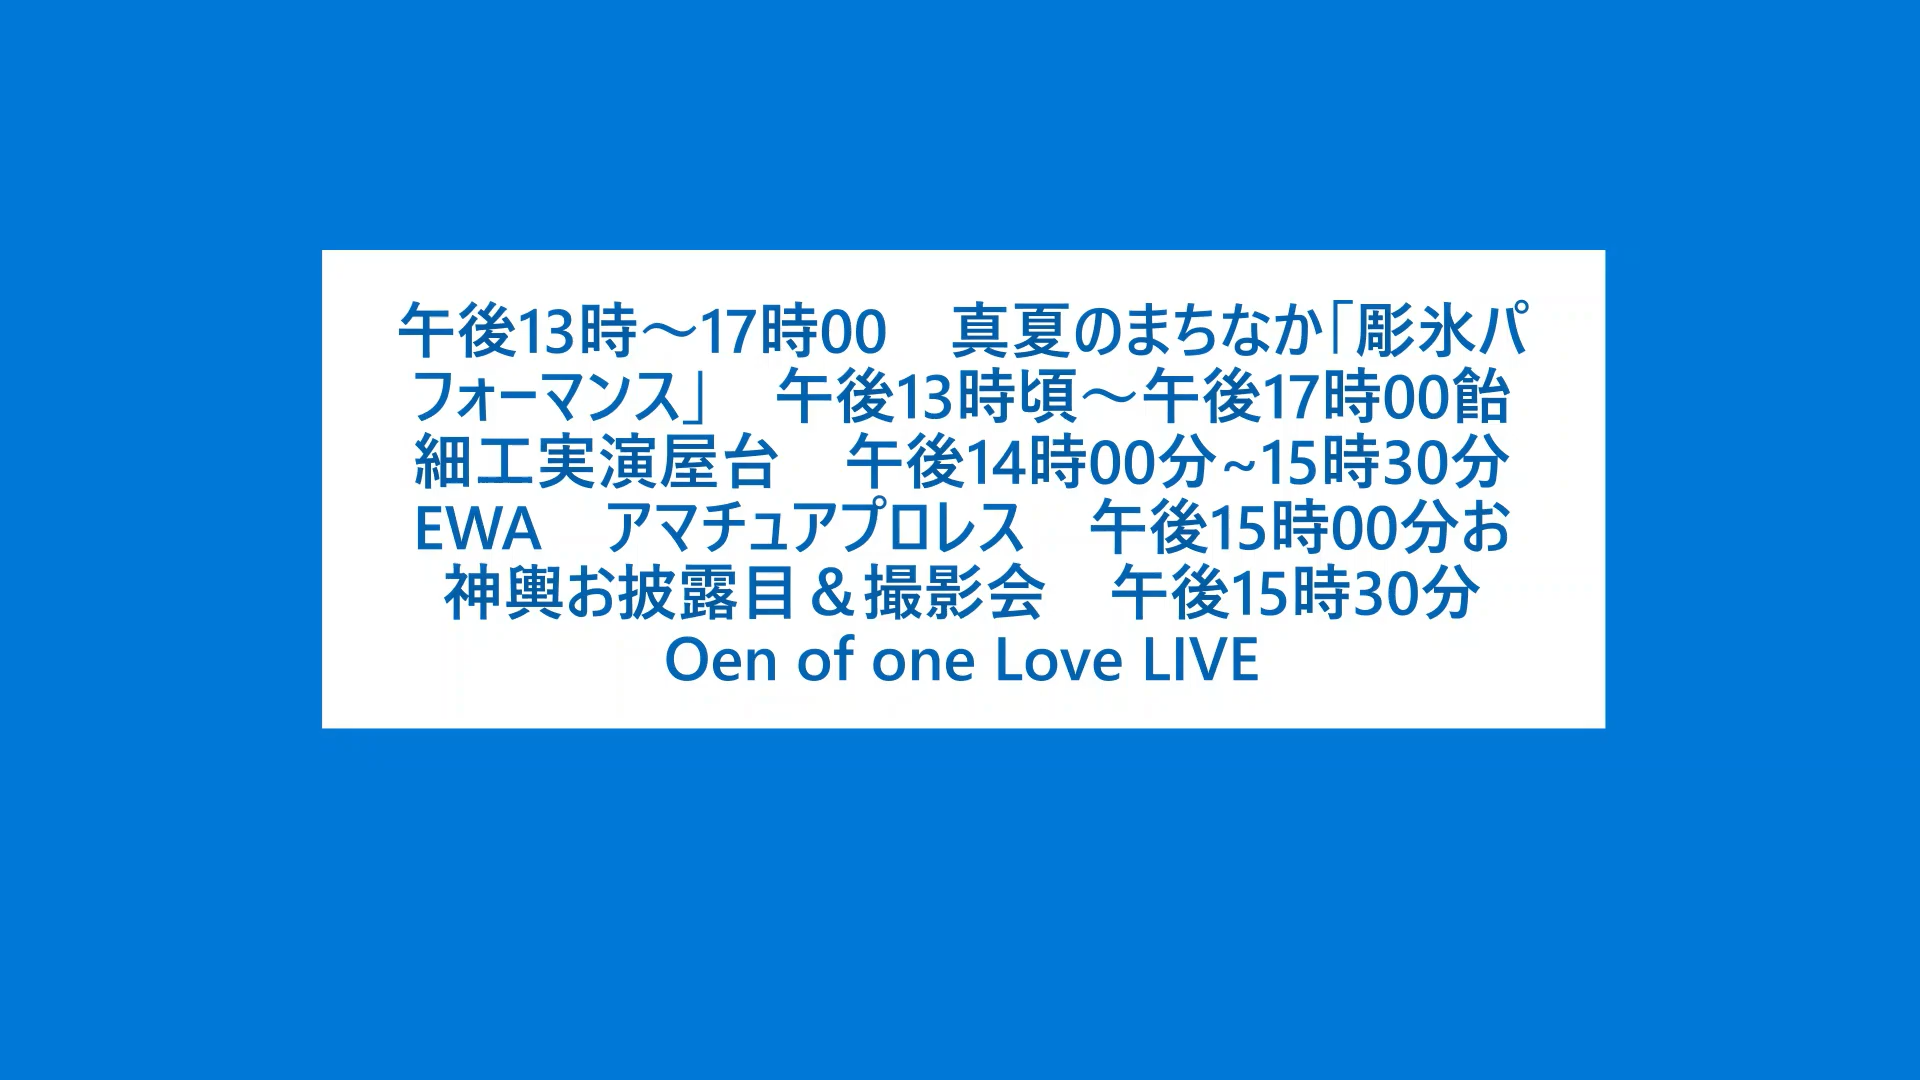 午後13時～17時00　真夏のまちなか「彫氷パ
フォーマンス」　午後13時頃～午後17時00飴
細工実演屋台　午後14時00分~15時30分
EWA　アマチュアプロレス　午後15時00分お
神輿お披露目＆撮影会　午後15時30分
Oen of one Love LIVE